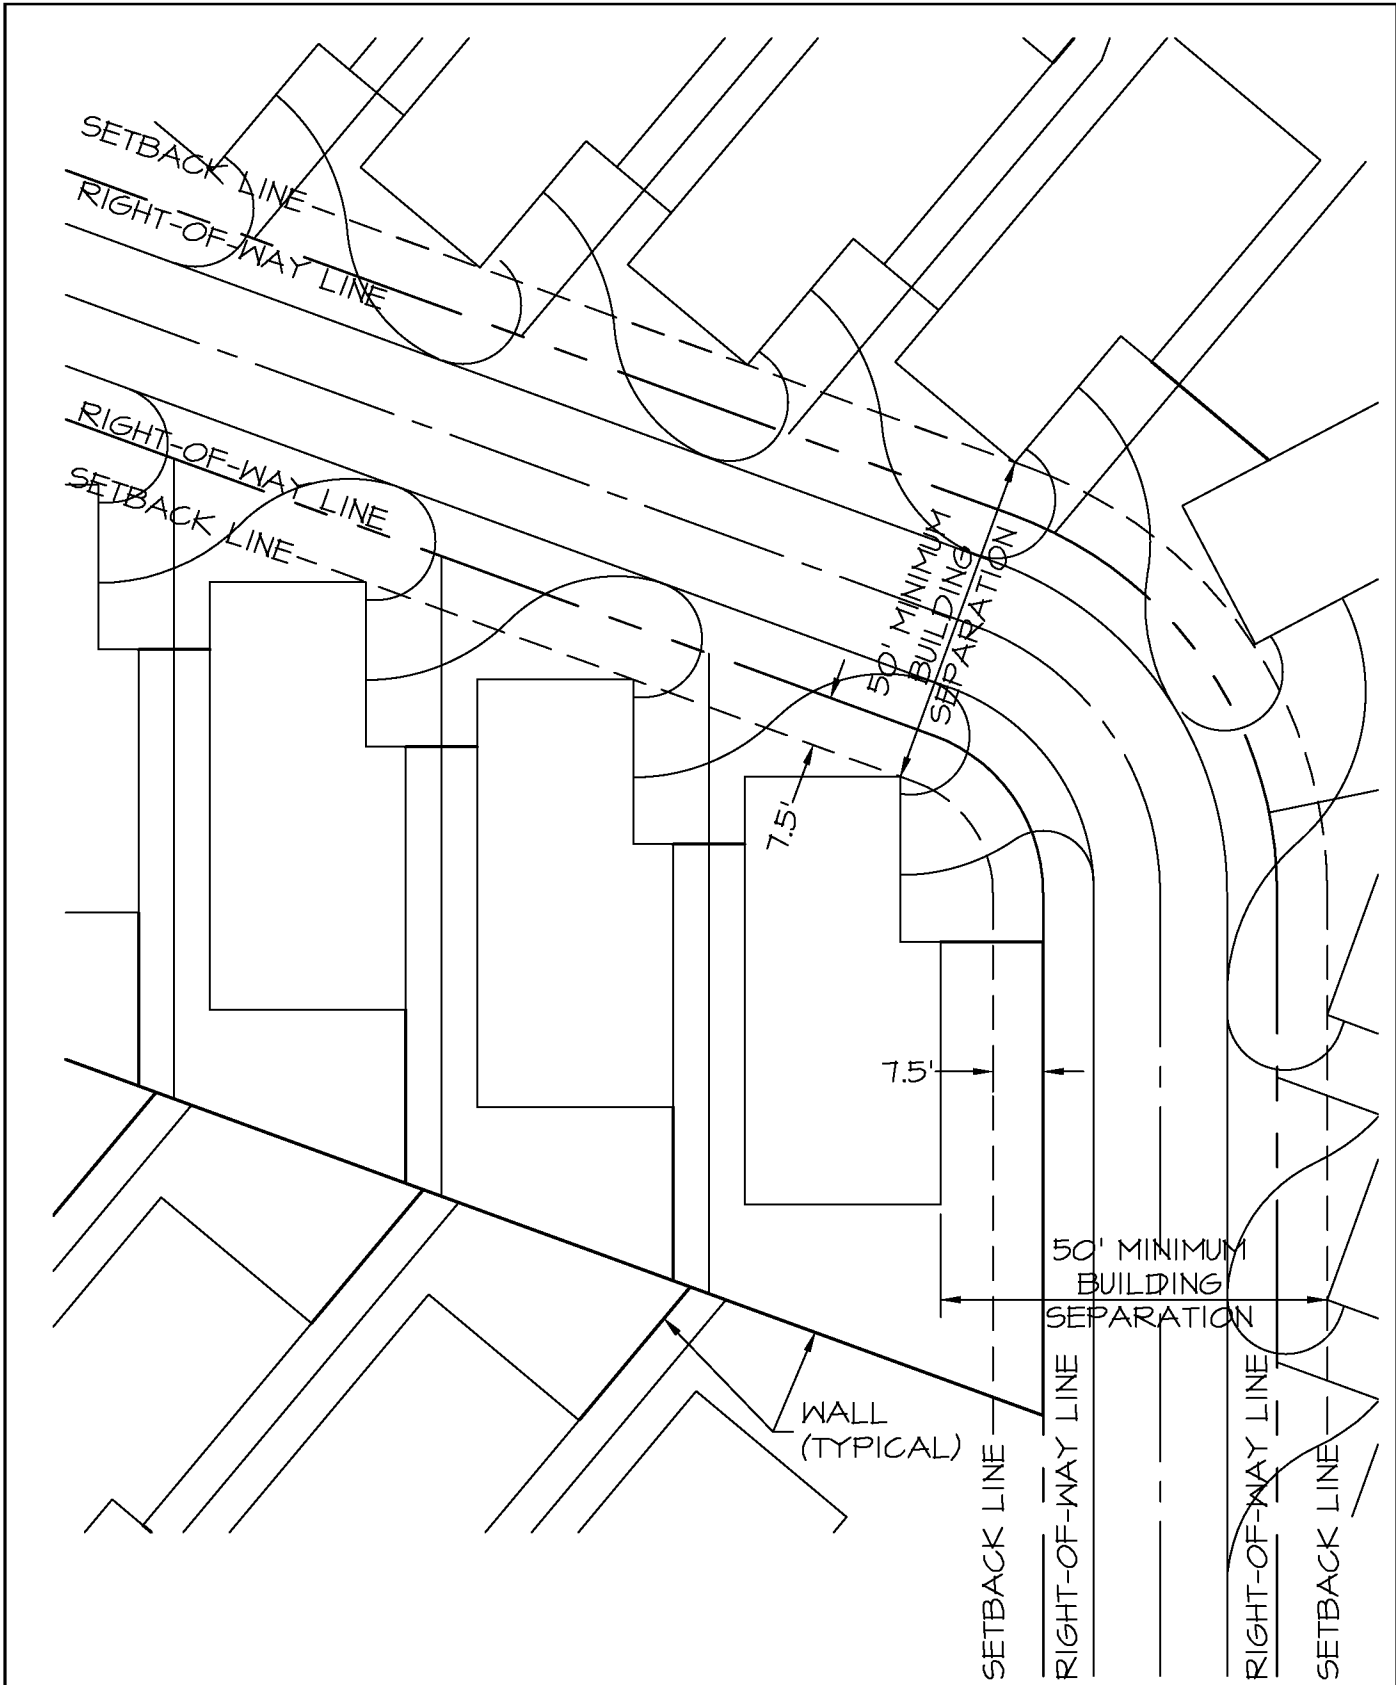 SETBACK LINE
RIGHT-OF-WAY LINE
RIGHT-OF-WAY LINE
SETBACK LINE
50' MINIMUM
BUILDING
SEPARATION
7.5'
7.5'
50' MINIMUM
BUILDING
SEPARATION
WALL
(TYPICAL)
SETBACK LINE
RIGHT-OF-WAY LINE
RIGHT-OF-WAY LINE
SETBACK LINE